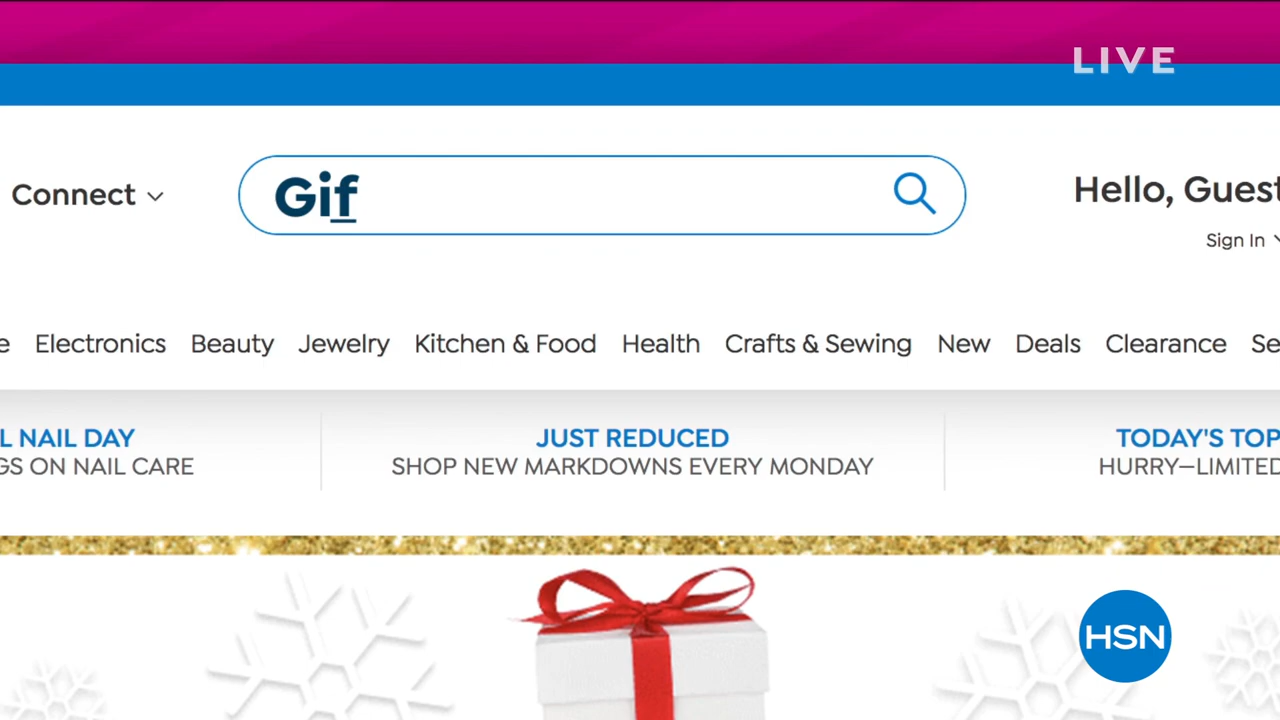 LIVE
Connect
Gif
Hello, Guest
Sign In
e Electronics Beauty Jewelry Kitchen & Food Health Crafts & Sewing New Deals Clearance Se
L NAIL DAY
GS ON NAIL CARE
JUST REDUCED
SHOP NEW MARKDOWNS EVERY MONDAY
TODAY'S TOP
HURRY—LIMITED
HSN